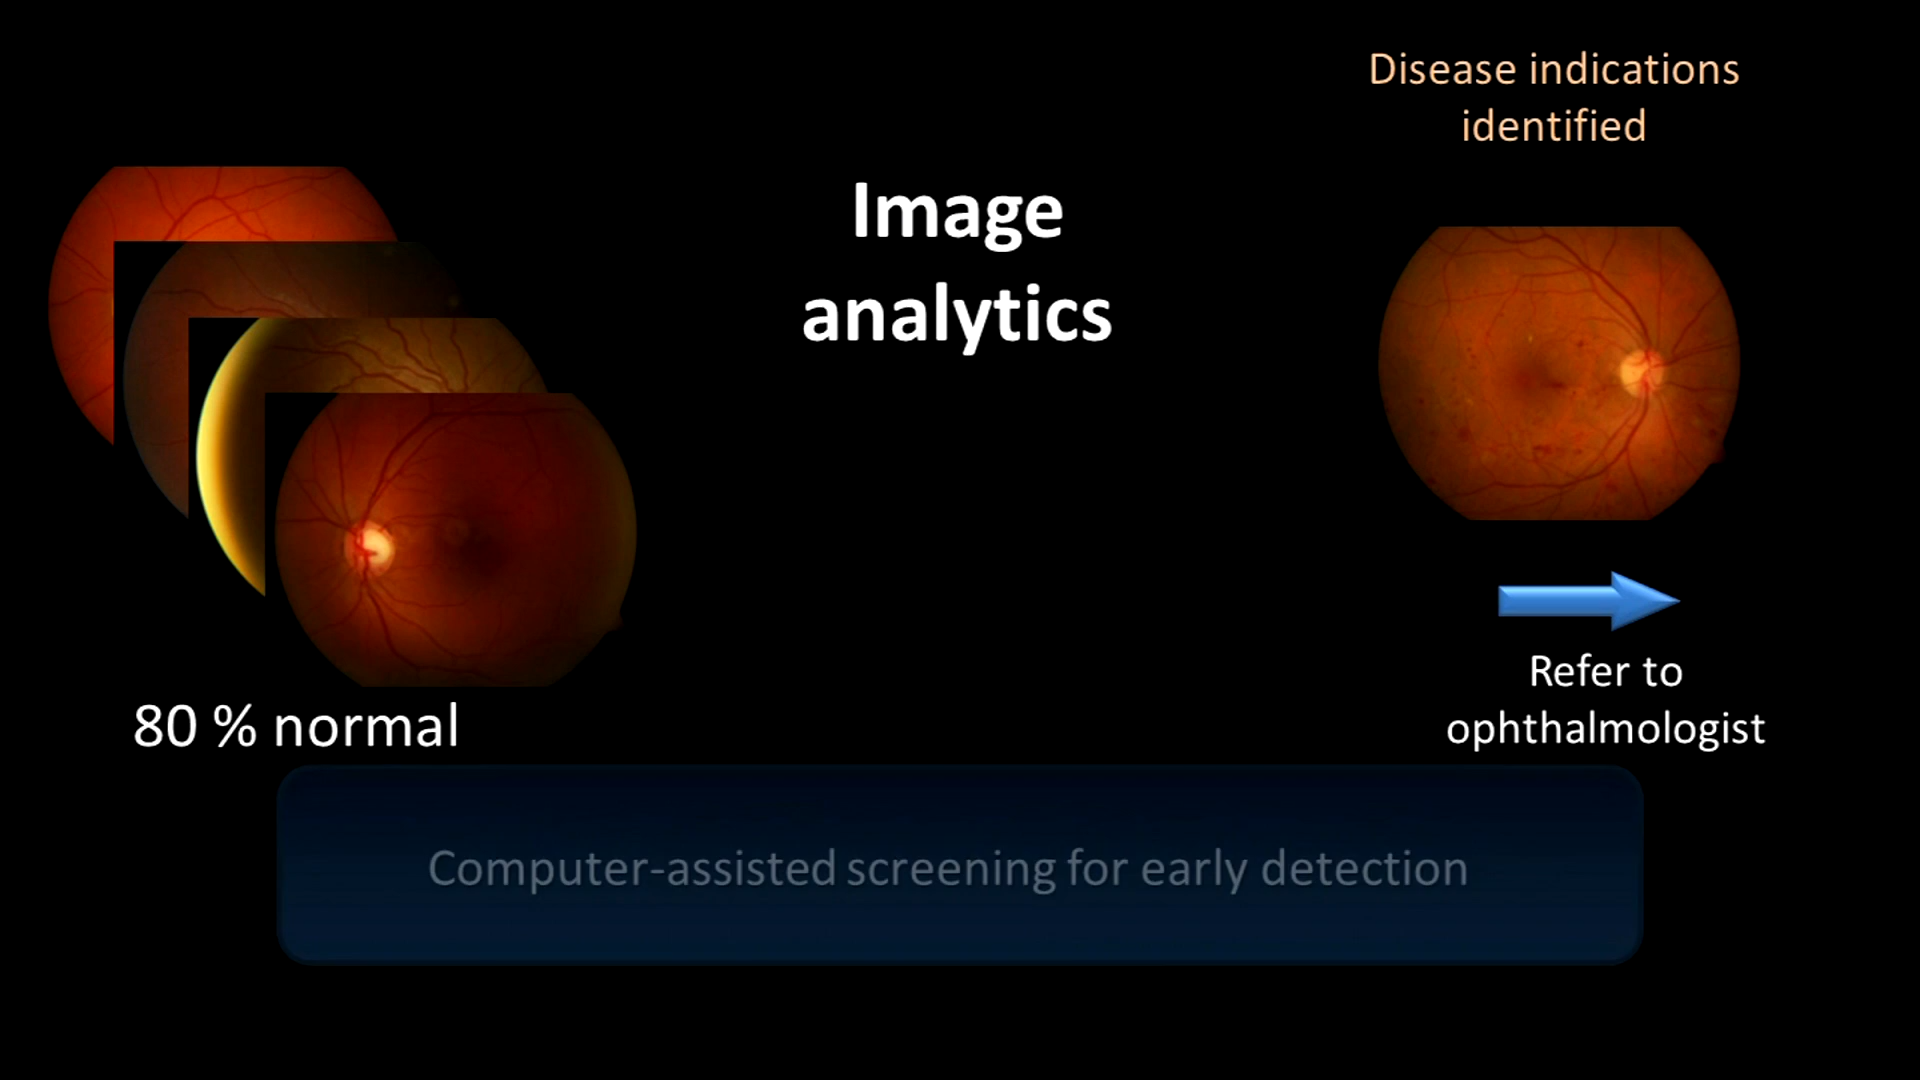 Disease indications
identified
Image
analytics
Refer to
ophthalmologist
80 % normal
Computer-assisted screening for early detection